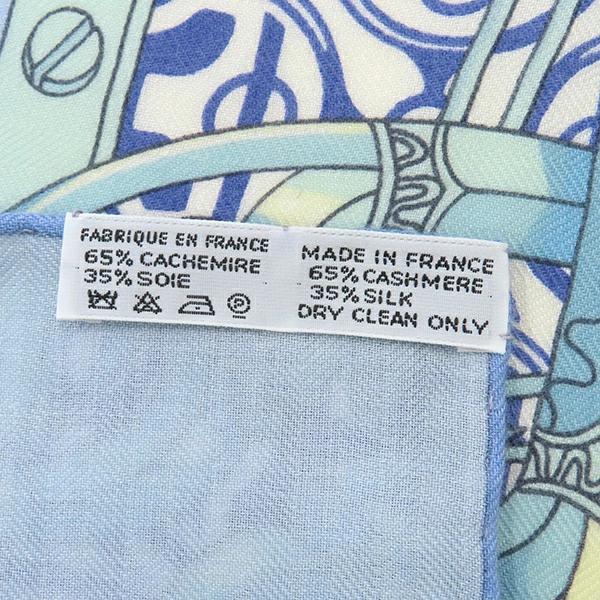 FABRIQUE EN FRANCE
65% CACHEMIRE
35% SOIE
MADE IN FRANCE
65% CASHMERE
35% SILK
DRY CLEAN ONLY